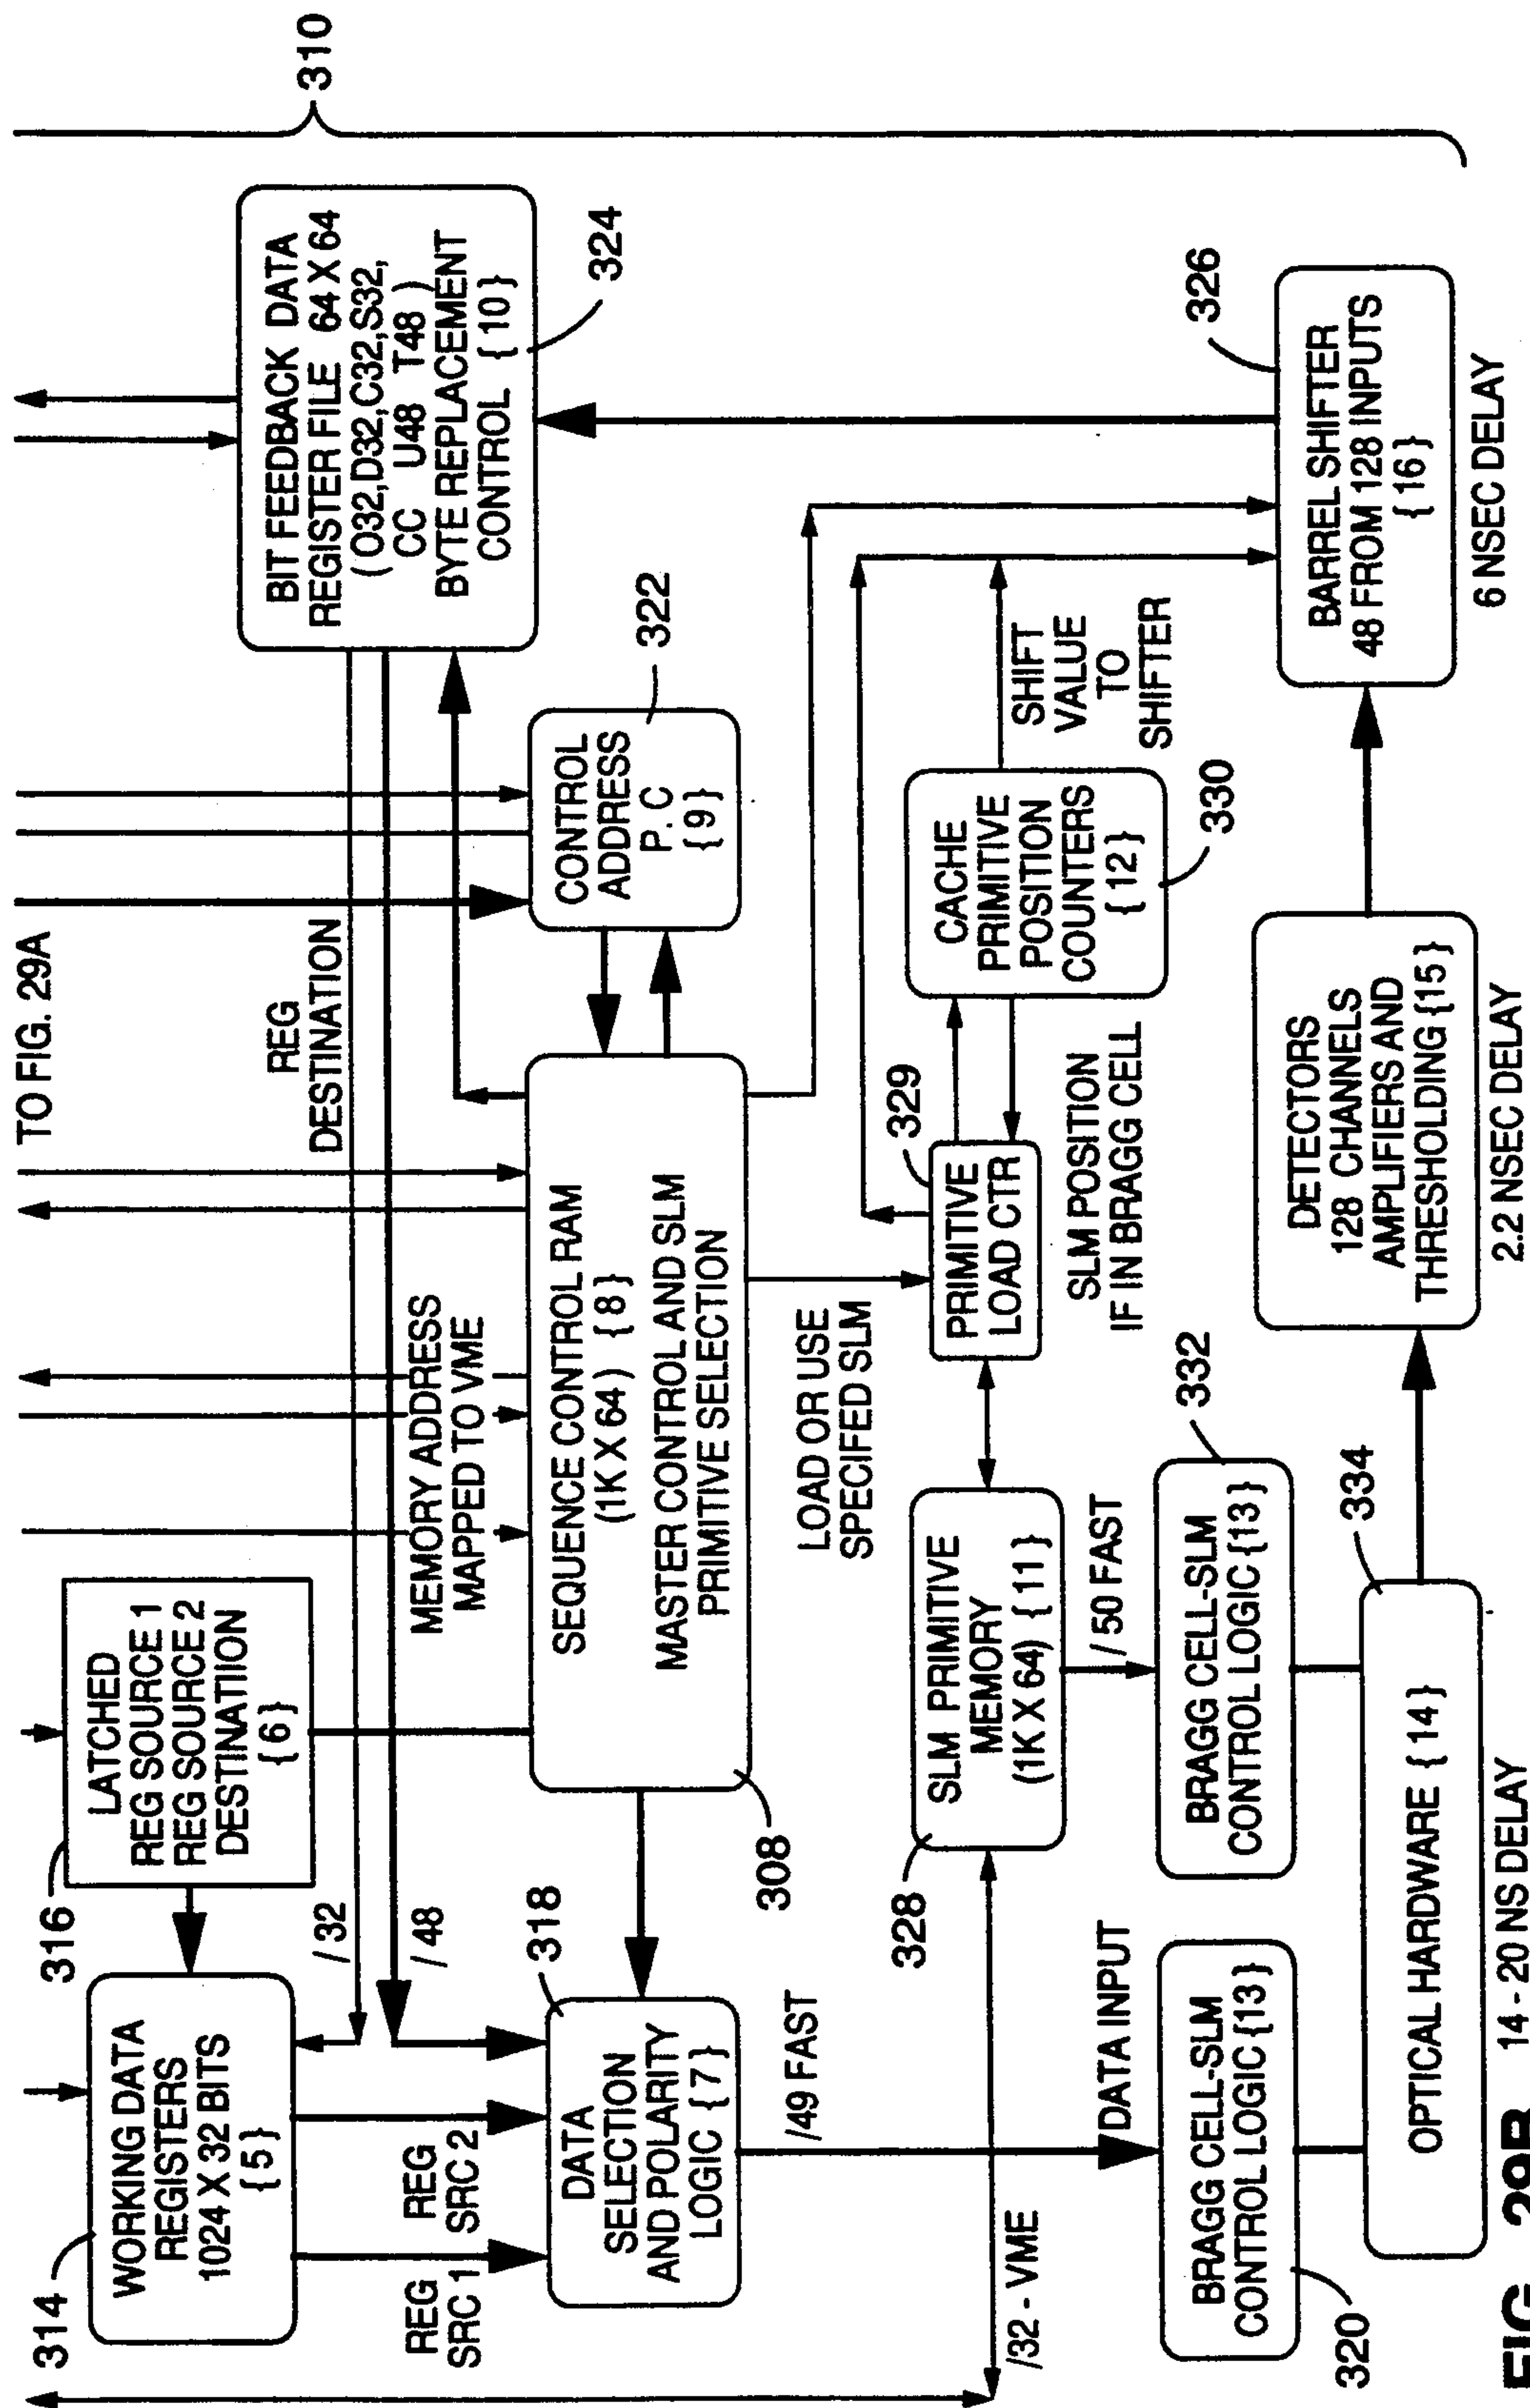 TO FIG. 29A
310
314
WORKING DATA
REGISTERS
1024 X 32 BITS
{ 5 }
316
LATCHED
REG SOURCE 1
REG SOURCE 2
DESTINATIION
{ 6 }
REG
DESTINATION
BIT FEEDBACK DATA
REGISTER FILE 64 X 64
(O32,D32,C32,S32,
CC U48 T48 )
BYTE REPLACEMENT
CONTROL { 10 }
324
/ 32
/ 48
MEMORY ADDRESS
MAPPED TO VME
322
CONTROL
ADDRESS
P. C
{ 9 }
REG
SRC 1
REG
SRC 2
318
DATA
SELECTION
AND POLARITY
LOGIC { 7 }
SEQUENCE CONTROL RAM
(1K X 64 ) { 8 }
MASTER CONTROL AND SLM
PRIMITIVE SELECTION
308
/49 FAST
LOAD OR USE
SPECIFED SLM
329
PRIMITIVE
LOAD CTR
CACHE
PRIMITIVE
POSITION
COUNTERS
{ 12 }
330
SHIFT
VALUE
TO
SHIFTER
328
SLM PRIMITIVE
MEMORY
(1K X 64) { 11 }
SLM POSITION
IF IN BRAGG CELL
/32 - VME
DATA INPUT
/ 50 FAST
320
BRAGG CELL-SLM
CONTROL LOGIC {13 }
332
BRAGG CELL-SLM
CONTROL LOGIC {13 }
334
OPTICAL HARDWARE { 14 }
14 - 20 NS DELAY
DETECTORS
128 CHANNELS
AMPLIFIERS AND
THRESHOLDING {15 }
2.2 NSEC DELAY
326
BARREL SHIFTER
48 FROM 128 INPUTS
{ 16 }
6 NSEC DELAY
FIG. 29B